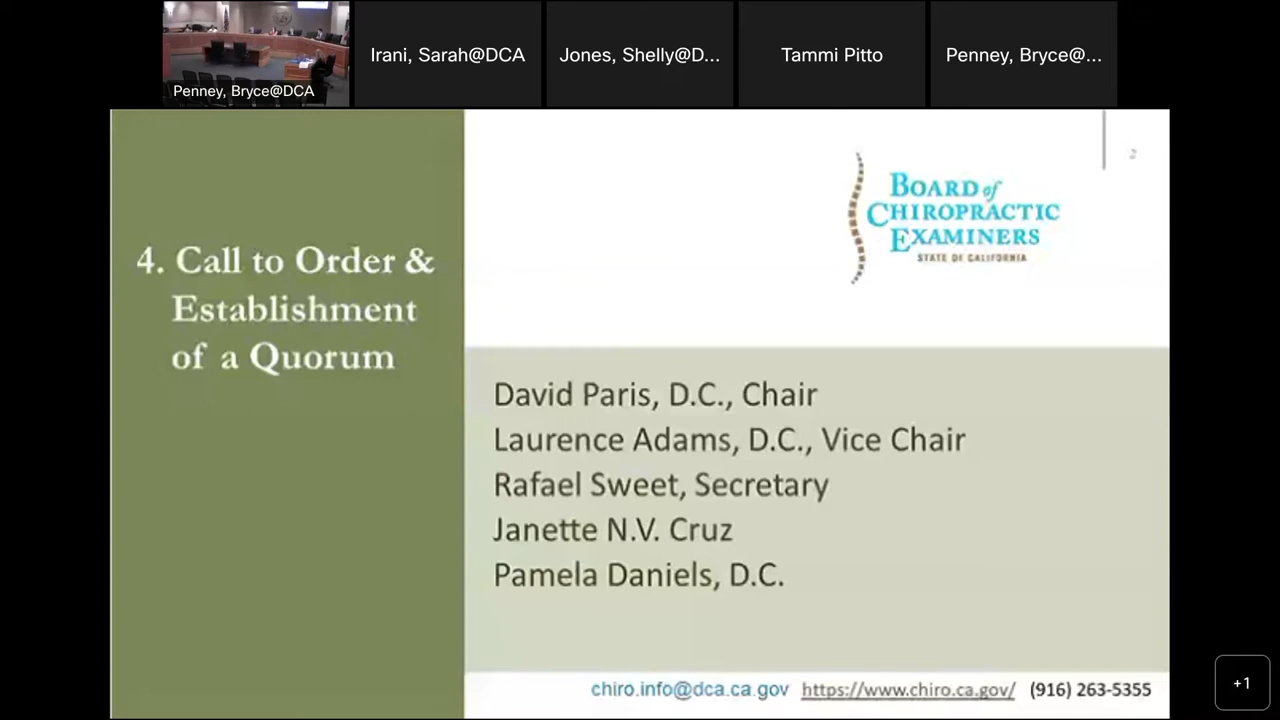 Penney, Bryce@DCA
Irani, Sarah@DCA
Jones, Shelly@D...
Tammi Pitto
Penney, Bryce@...
2
BOARD of
CHIROPRACTIC
EXAMINERS
STATE OF CALIFORNIA
4. Call to Order &
Establishment
of a Quorum
David Paris, D.C., Chair
Laurence Adams, D.C., Vice Chair
Rafael Sweet, Secretary
Janette N.V. Cruz
Pamela Daniels, D.C.
chiro.info@dca.ca.gov https://www.chiro.ca.gov/ (916) 263-5355
+1